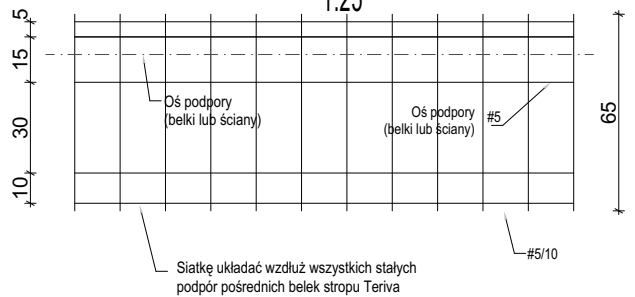 1:25
5
15
30
10
65
Oś podpory
(belki lub ściany)
Oś podpory
(belki lub ściany)
#5
#5/10
Siatkę układać wzdłuż wszystkich stałych
podpór pośrednich belek stropu Teriva